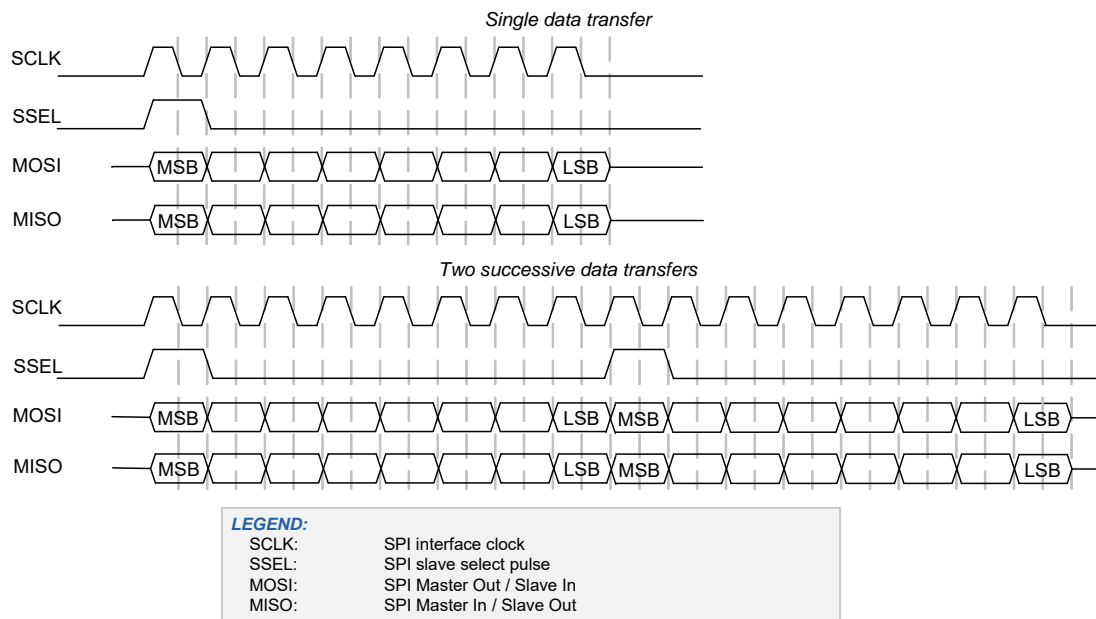 Single data transfer
SCLK
SSEL
MOSI MSB LSB
MISO MSB LSB
Two successive data transfers
SCLK
SSEL
MOSI MSB LSB MSB LSB
MISO MSB LSB MSB LSB
LEGEND:
SCLK: SPI interface clock
SSEL: SPI slave select pulse
MOSI: SPI Master Out / Slave In
MISO: SPI Master In / Slave Out